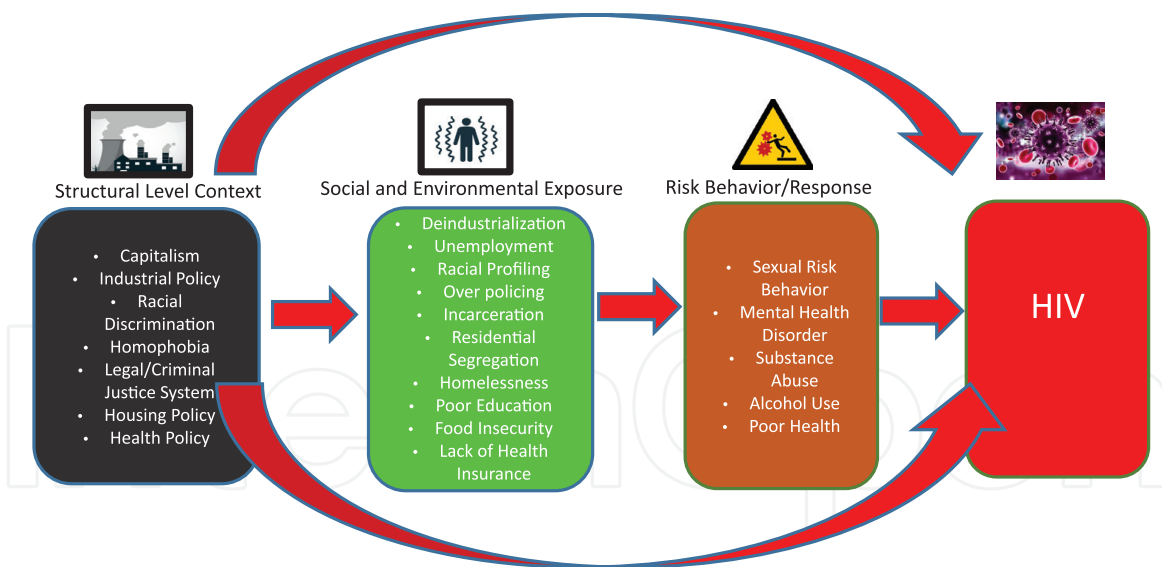 Structural Level Context
• Capitalism
• Industrial Policy
• Racial
Discrimination
• Homophobia
• Legal/Criminal
Justice System
• Housing Policy
• Health Policy
Social and Environmental Exposure
• Deindustrialization
• Unemployment
• Racial Profiling
• Over policing
• Incarceration
• Residential
Segregation
• Homelessness
• Poor Education
• Food Insecurity
• Lack of Health
Insurance
Risk Behavior/Response
• Sexual Risk
Behavior
• Mental Health
Disorder
• Substance
Abuse
• Alcohol Use
• Poor Health
HIV